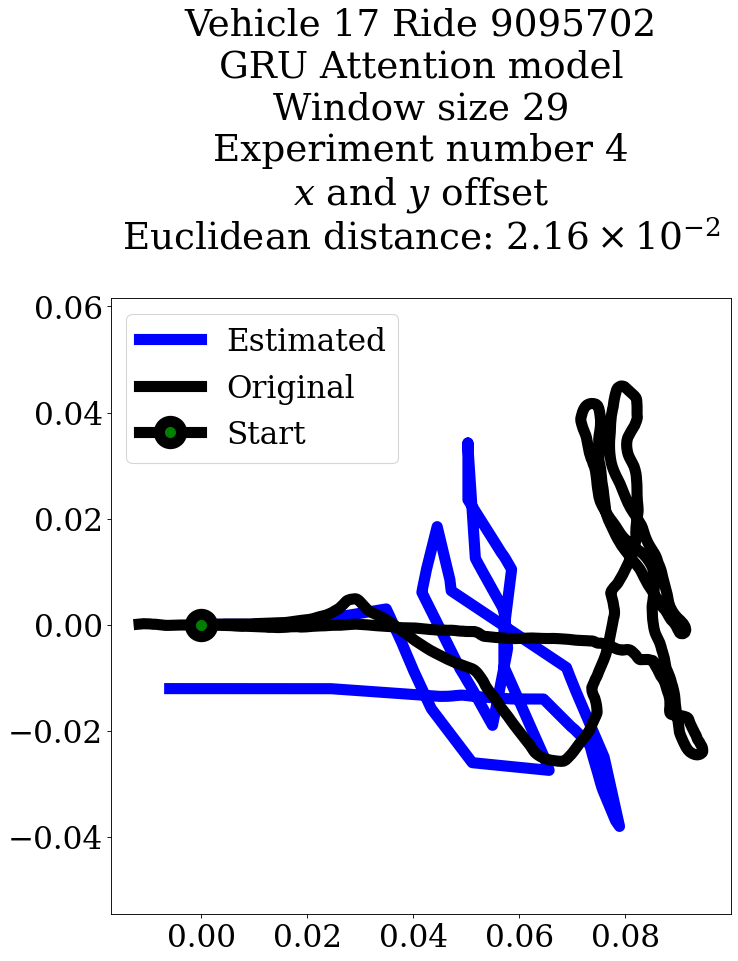 Vehicle 17 Ride 9095702
GRU Attention model
Window size 29
Experiment number 4
x and y offset
Euclidean distance: 2.16 × 10⁻²
0.06
0.04
0.02
0.00
−0.02
−0.04
Estimated
Original
Start
0.00 0.02 0.04 0.06 0.08